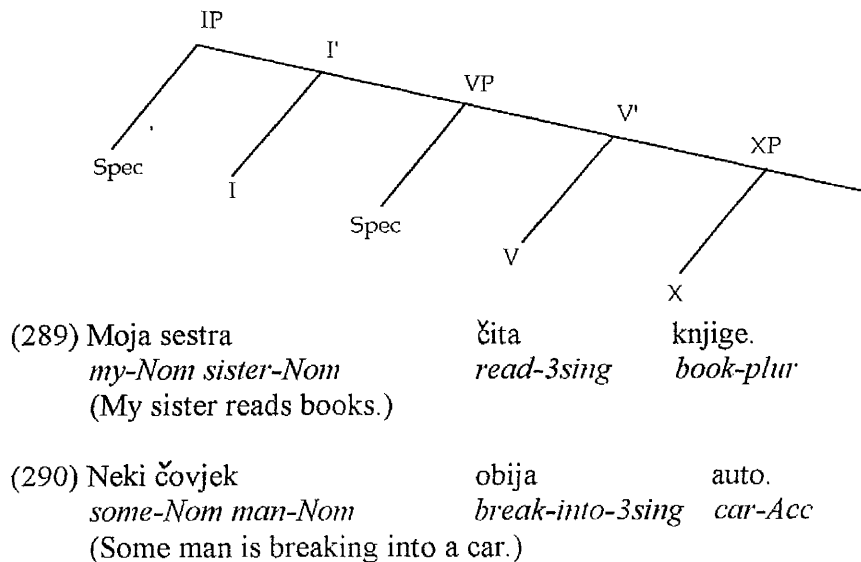 IP
I'
VP
V'
XP
Spec
I
Spec
V
X
(289) Moja sestra čita knjige.
my-Nom sister-Nom read-3sing book-plur
(My sister reads books.)
(290) Neki čovjek obija auto.
some-Nom man-Nom break-into-3sing car-Acc
(Some man is breaking into a car.)